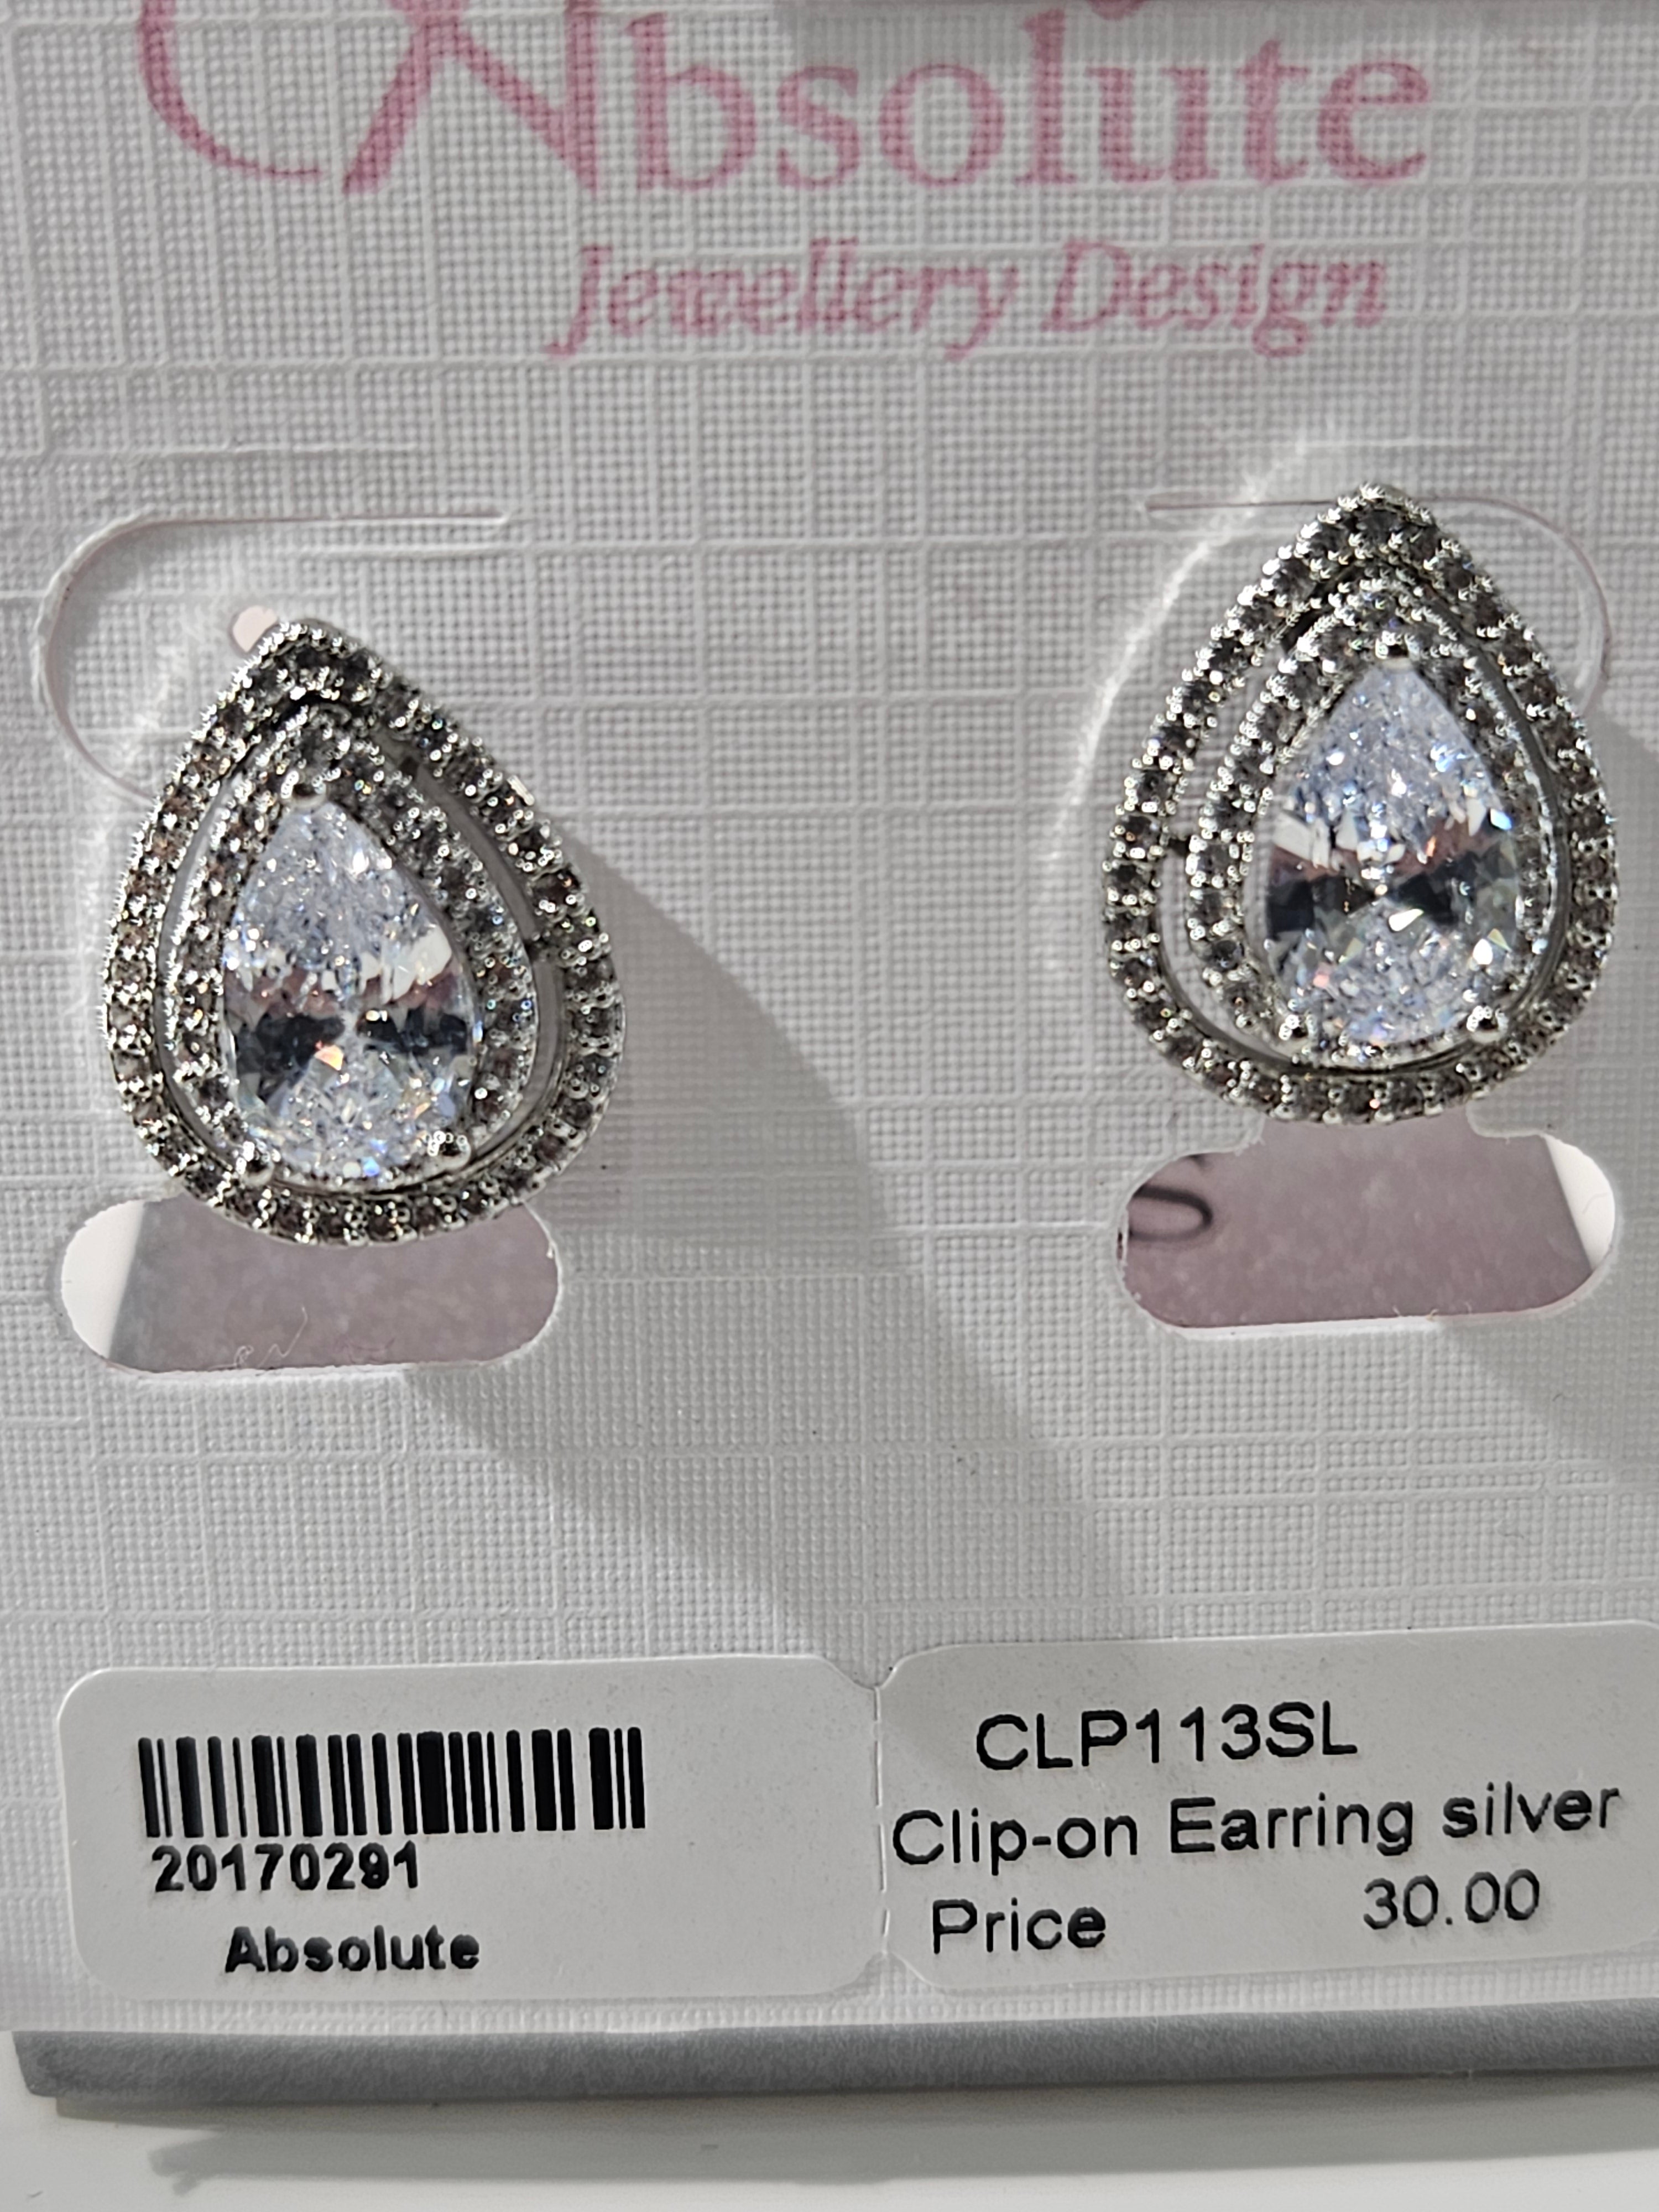 Absolute
Jewellery Design
20170291
Absolute
CLP113SL
Clip-on Earring silver
Price 30.00